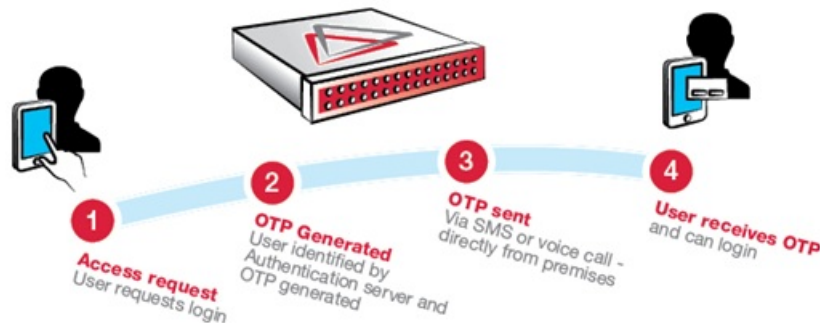 1
Access request
User requests login
2
OTP Generated
User identified by
Authentication server and
OTP generated
3
OTP sent
Via SMS or voice call -
directly from premises
4
User receives OTP
and can login